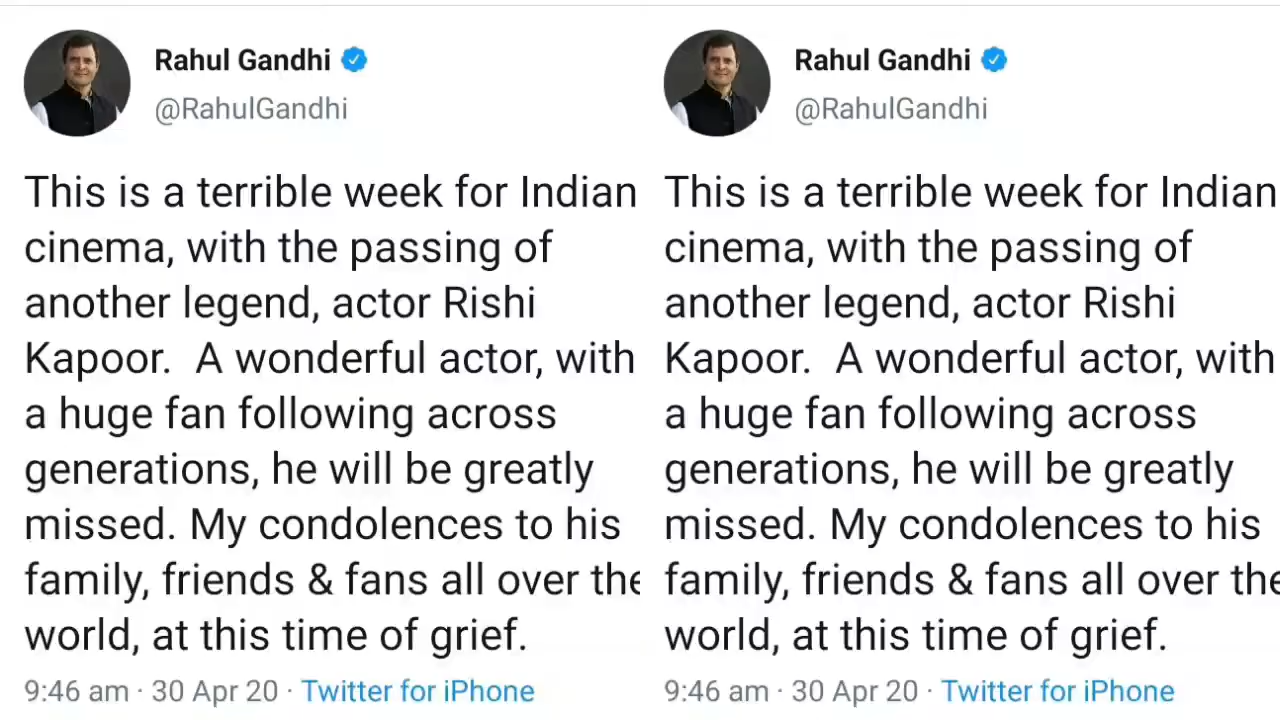 Rahul Gandhi
@RahulGandhi
This is a terrible week for Indian
cinema, with the passing of
another legend, actor Rishi
Kapoor.  A wonderful actor, with
a huge fan following across
generations, he will be greatly
missed. My condolences to his
family, friends & fans all over the
world, at this time of grief.
9:46 am · 30 Apr 20 · Twitter for iPhone
Rahul Gandhi
@RahulGandhi
This is a terrible week for Indian
cinema, with the passing of
another legend, actor Rishi
Kapoor.  A wonderful actor, with
a huge fan following across
generations, he will be greatly
missed. My condolences to his
family, friends & fans all over the
world, at this time of grief.
9:46 am · 30 Apr 20 · Twitter for iPhone